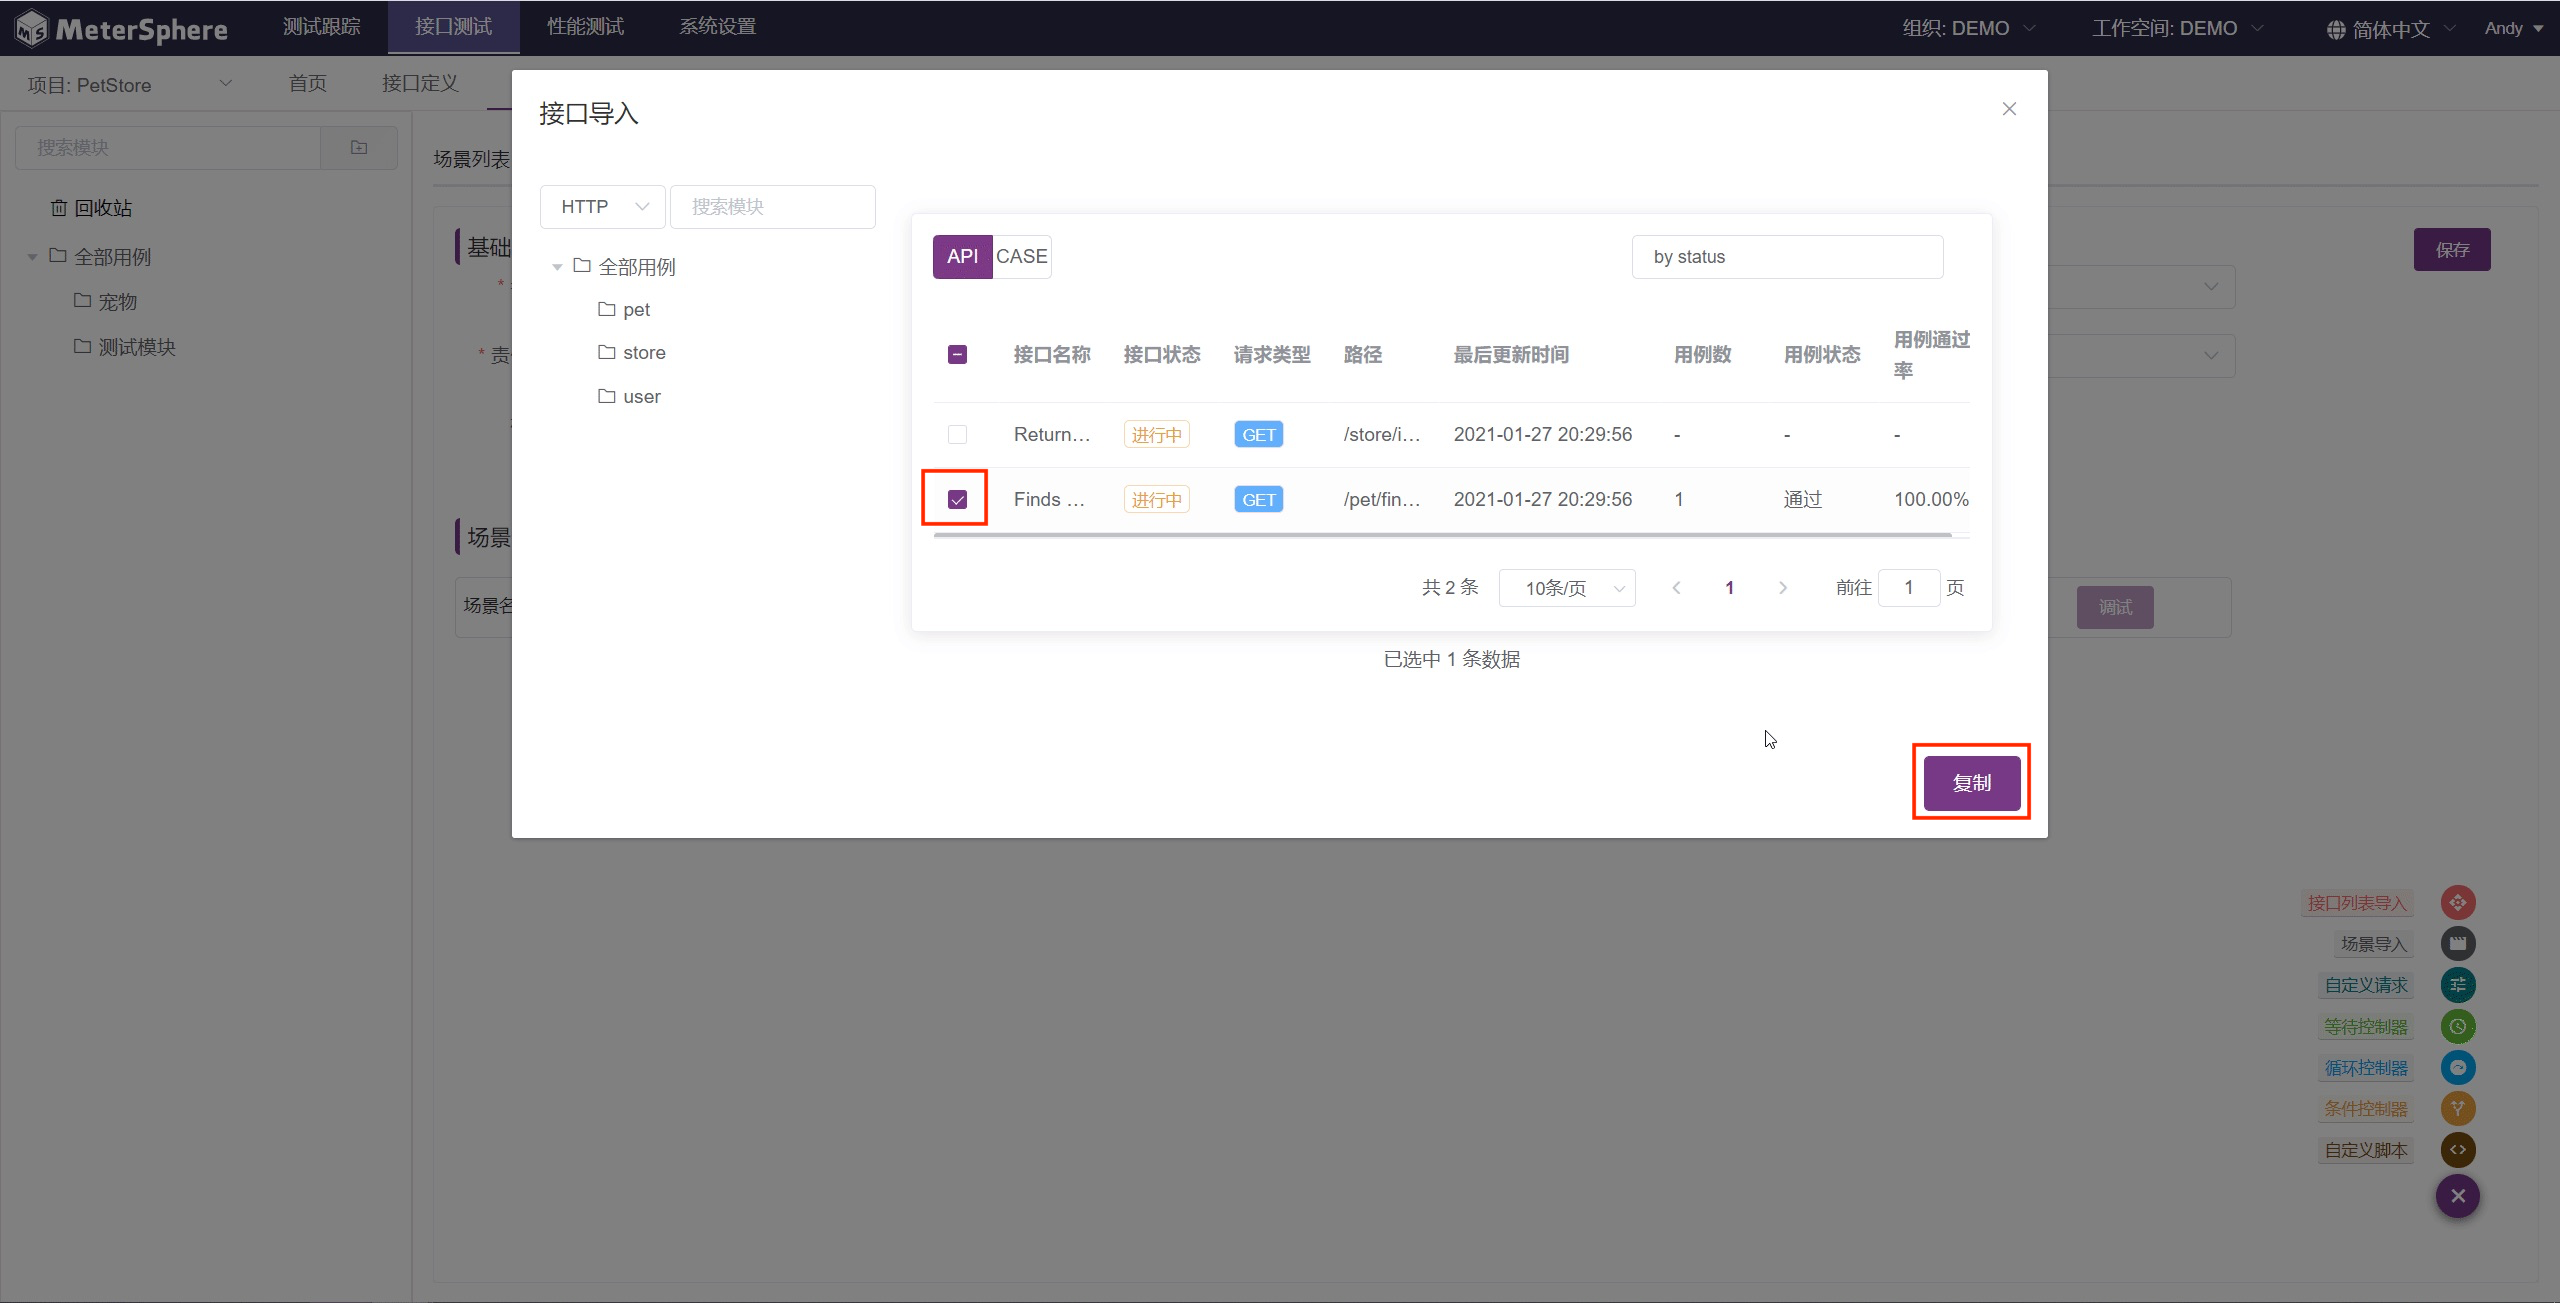 MeterSphere
测试跟踪
接口测试
性能测试
系统设置
组织: DEMO
工作空间: DEMO
简体中文
Andy
项目: PetStore
首页
接口定义
搜索模块
回收站
全部用例
宠物
测试模块
场景列表
基础
* 责
场景
场景名
保存
调试
接口导入
HTTP
搜索模块
全部用例
pet
store
user
API
CASE
by status
接口名称 接口状态 请求类型 路径 最后更新时间 用例数 用例状态 用例通过率
Return... 进行中 GET /store/i... 2021-01-27 20:29:56 - - -
Finds ... 进行中 GET /pet/fin... 2021-01-27 20:29:56 1 通过 100.00%
共 2 条 10条/页 1 前往 1 页
已选中 1 条数据
复制
接口列表导入
场景导入
自定义请求
等待控制器
循环控制器
条件控制器
自定义脚本